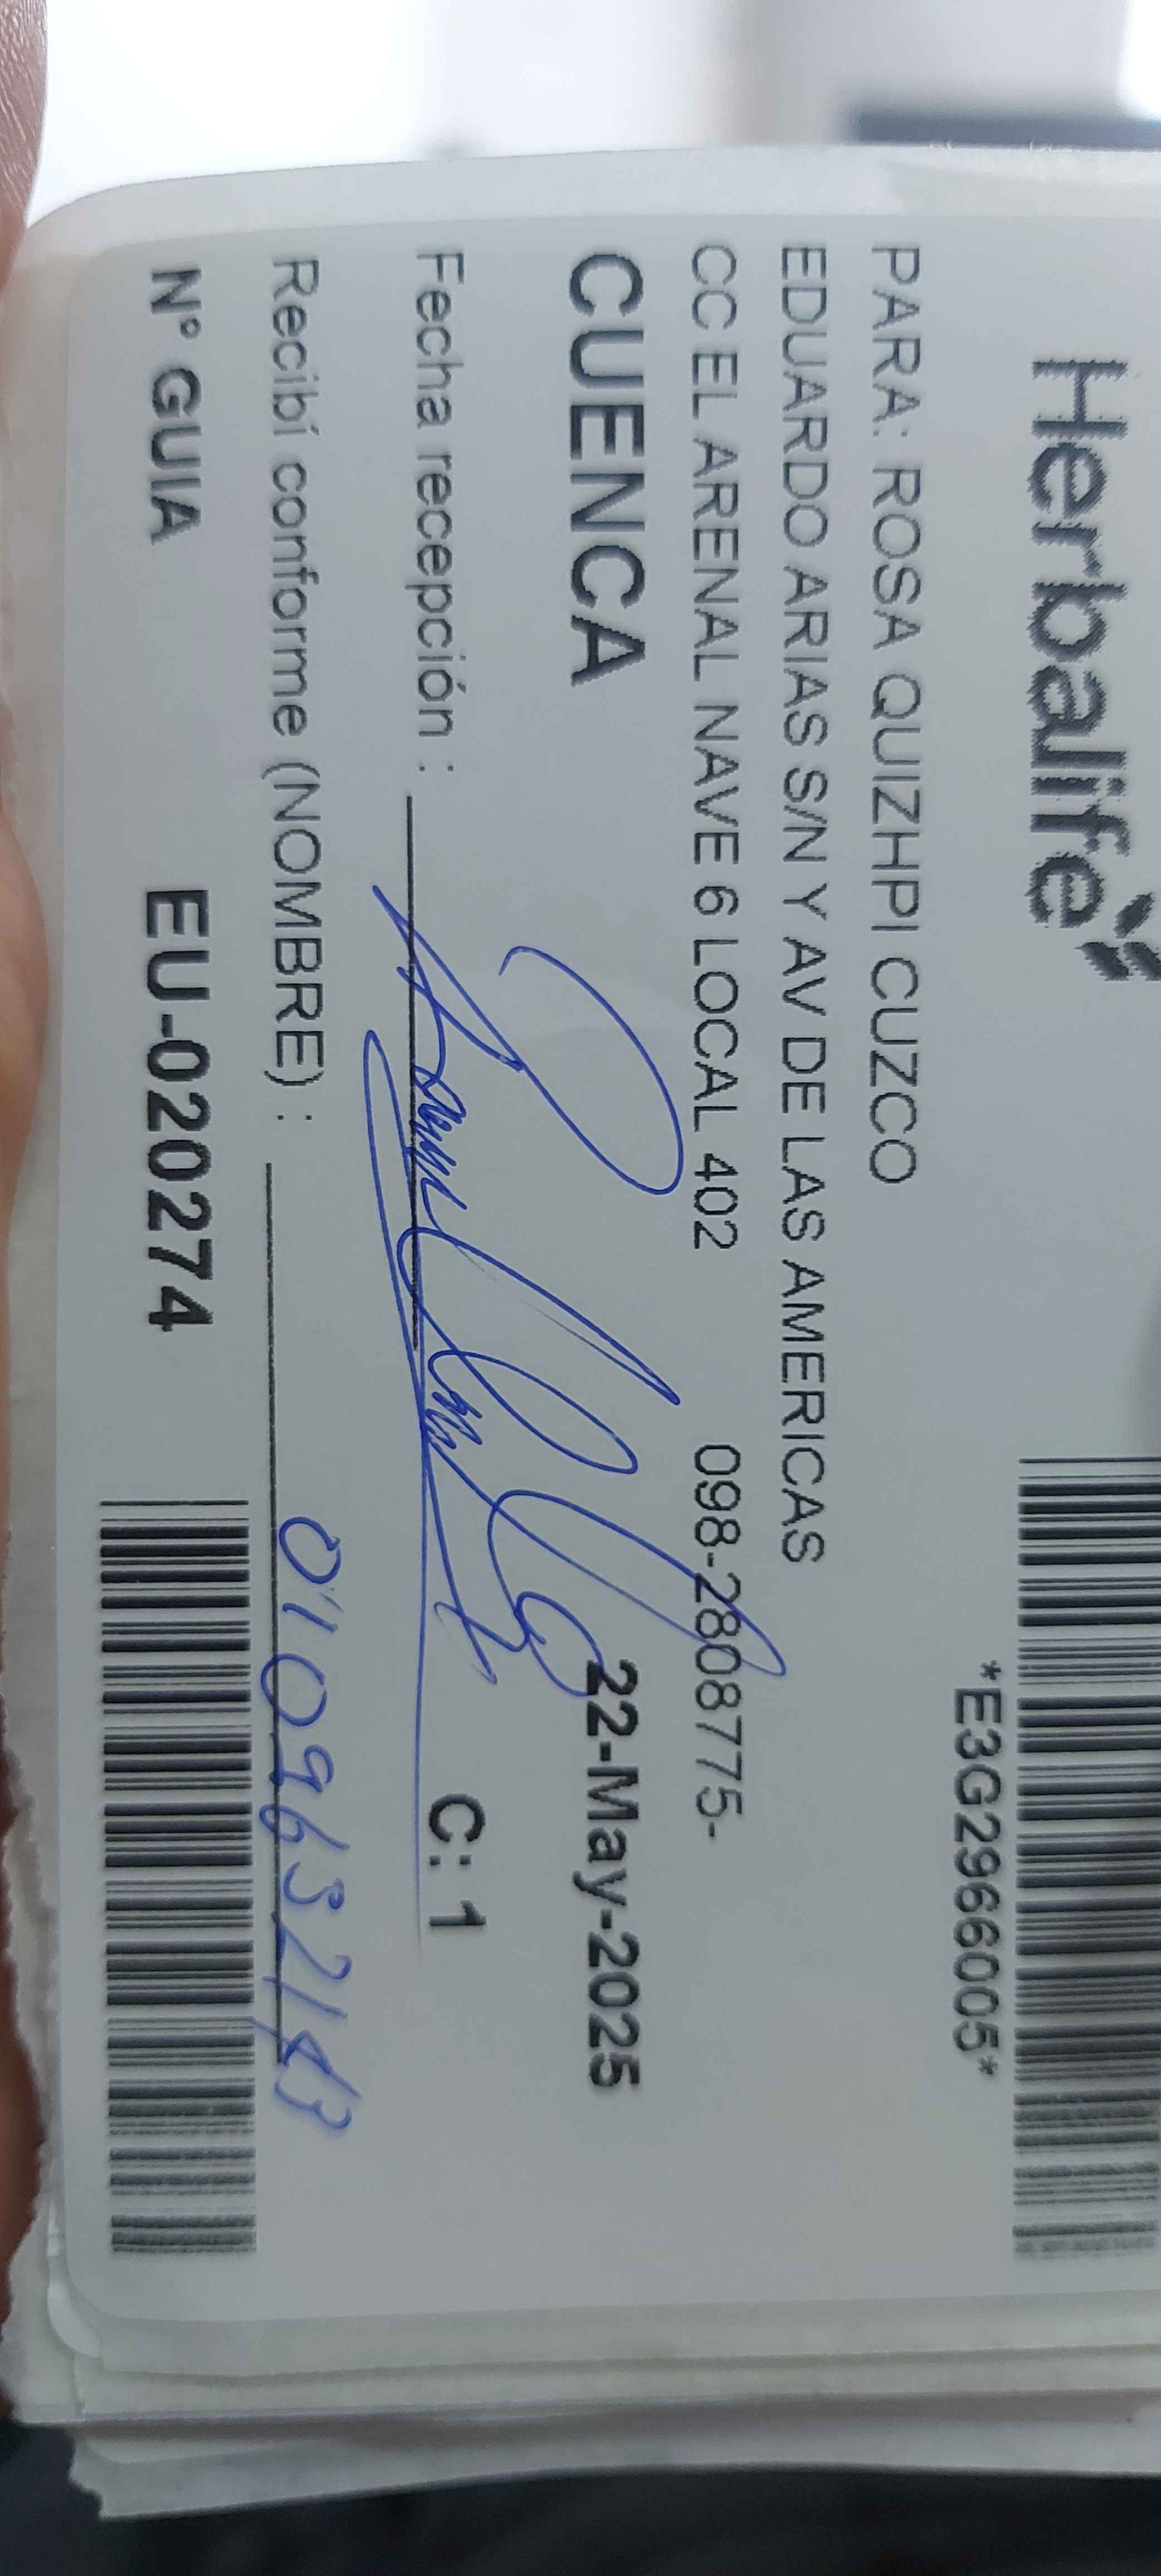 Herbalife
*E3G2966005*
PARA: ROSA QUIZHPI CUZCO
EDUARDO ARIAS S/N Y AV DE LAS AMERICAS
CC EL ARENAL NAVE 6 LOCAL 402 098-2808775-
CUENCA 22-May-2025
Fecha recepción : C: 1
Recibí conforme (NOMBRE) :
N° GUIA EU-020274